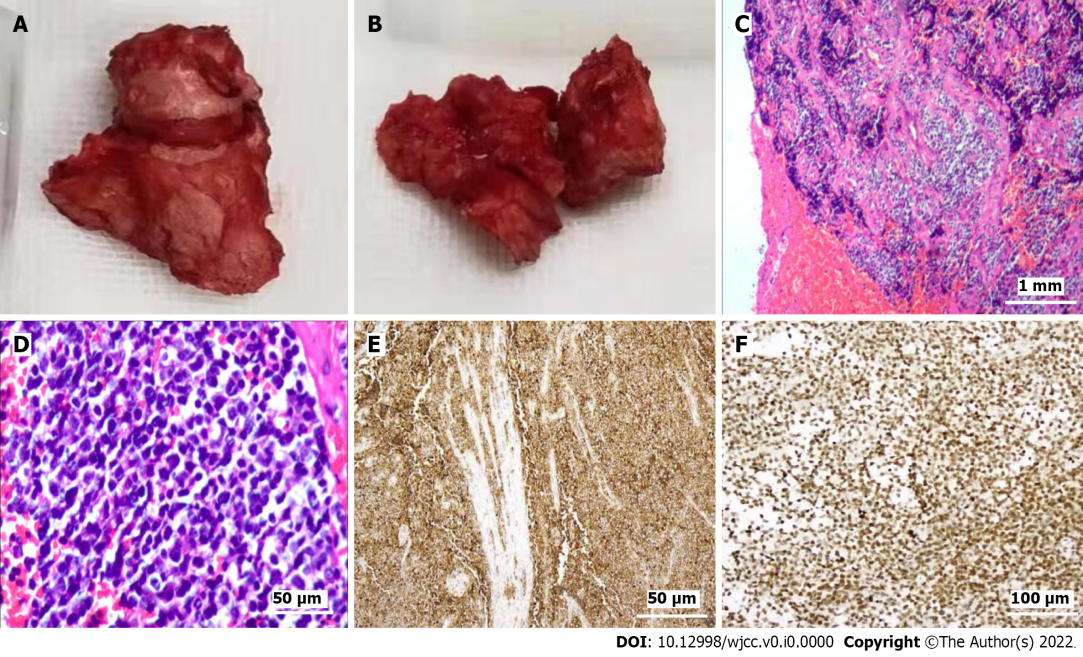 A
B
C
1 mm
D
50 µm
E
50 µm
F
100 µm
DOI: 10.12998/wjcc.v0.i0.0000 Copyright ©The Author(s) 2022.